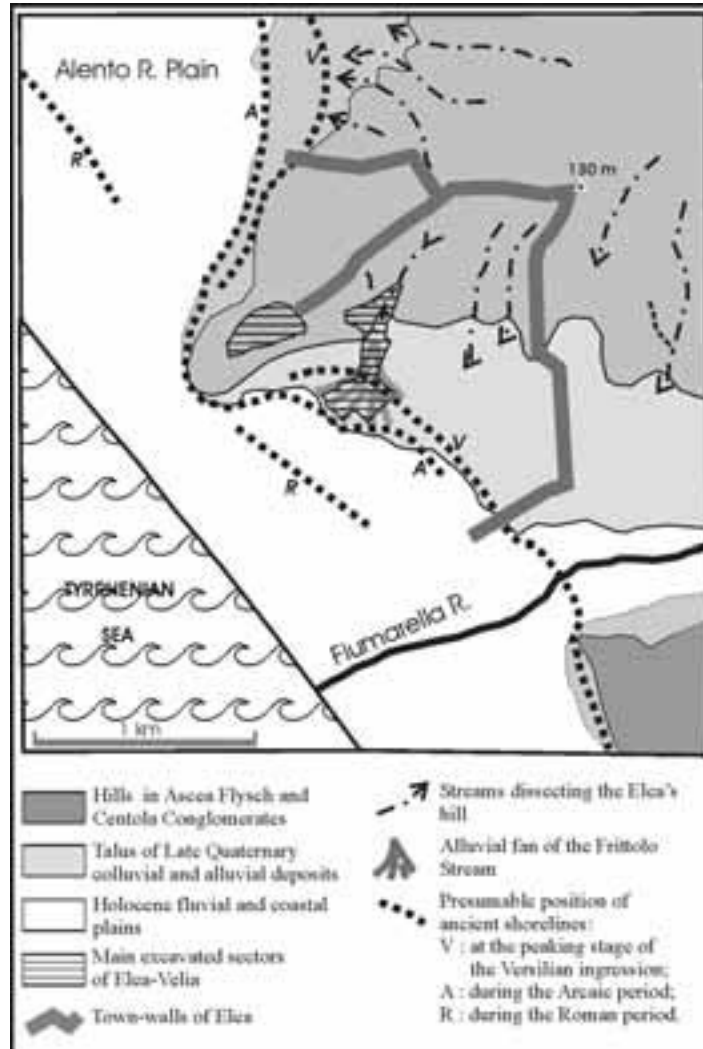 Alento R. Plain
V
A
R
130 m
V
A
R
TYRRHENIAN
SEA
Fiumarella R.
1 km
Hills in Ascea Flysch and
Centola Conglomerates
Talus of Late Quaternary
colluvial and alluvial deposits
Holocene fluvial and coastal
plains
Main excavated sectors
of Elea-Velia
Town-walls of Elea
Streams dissecting the Elea's
hill
Alluvial fan of the Frittolo
Stream
Presumable position of
ancient shorelines:
V : at the peaking stage of
the Versilian ingression;
A : during the Arcaic period;
R : during the Roman period.